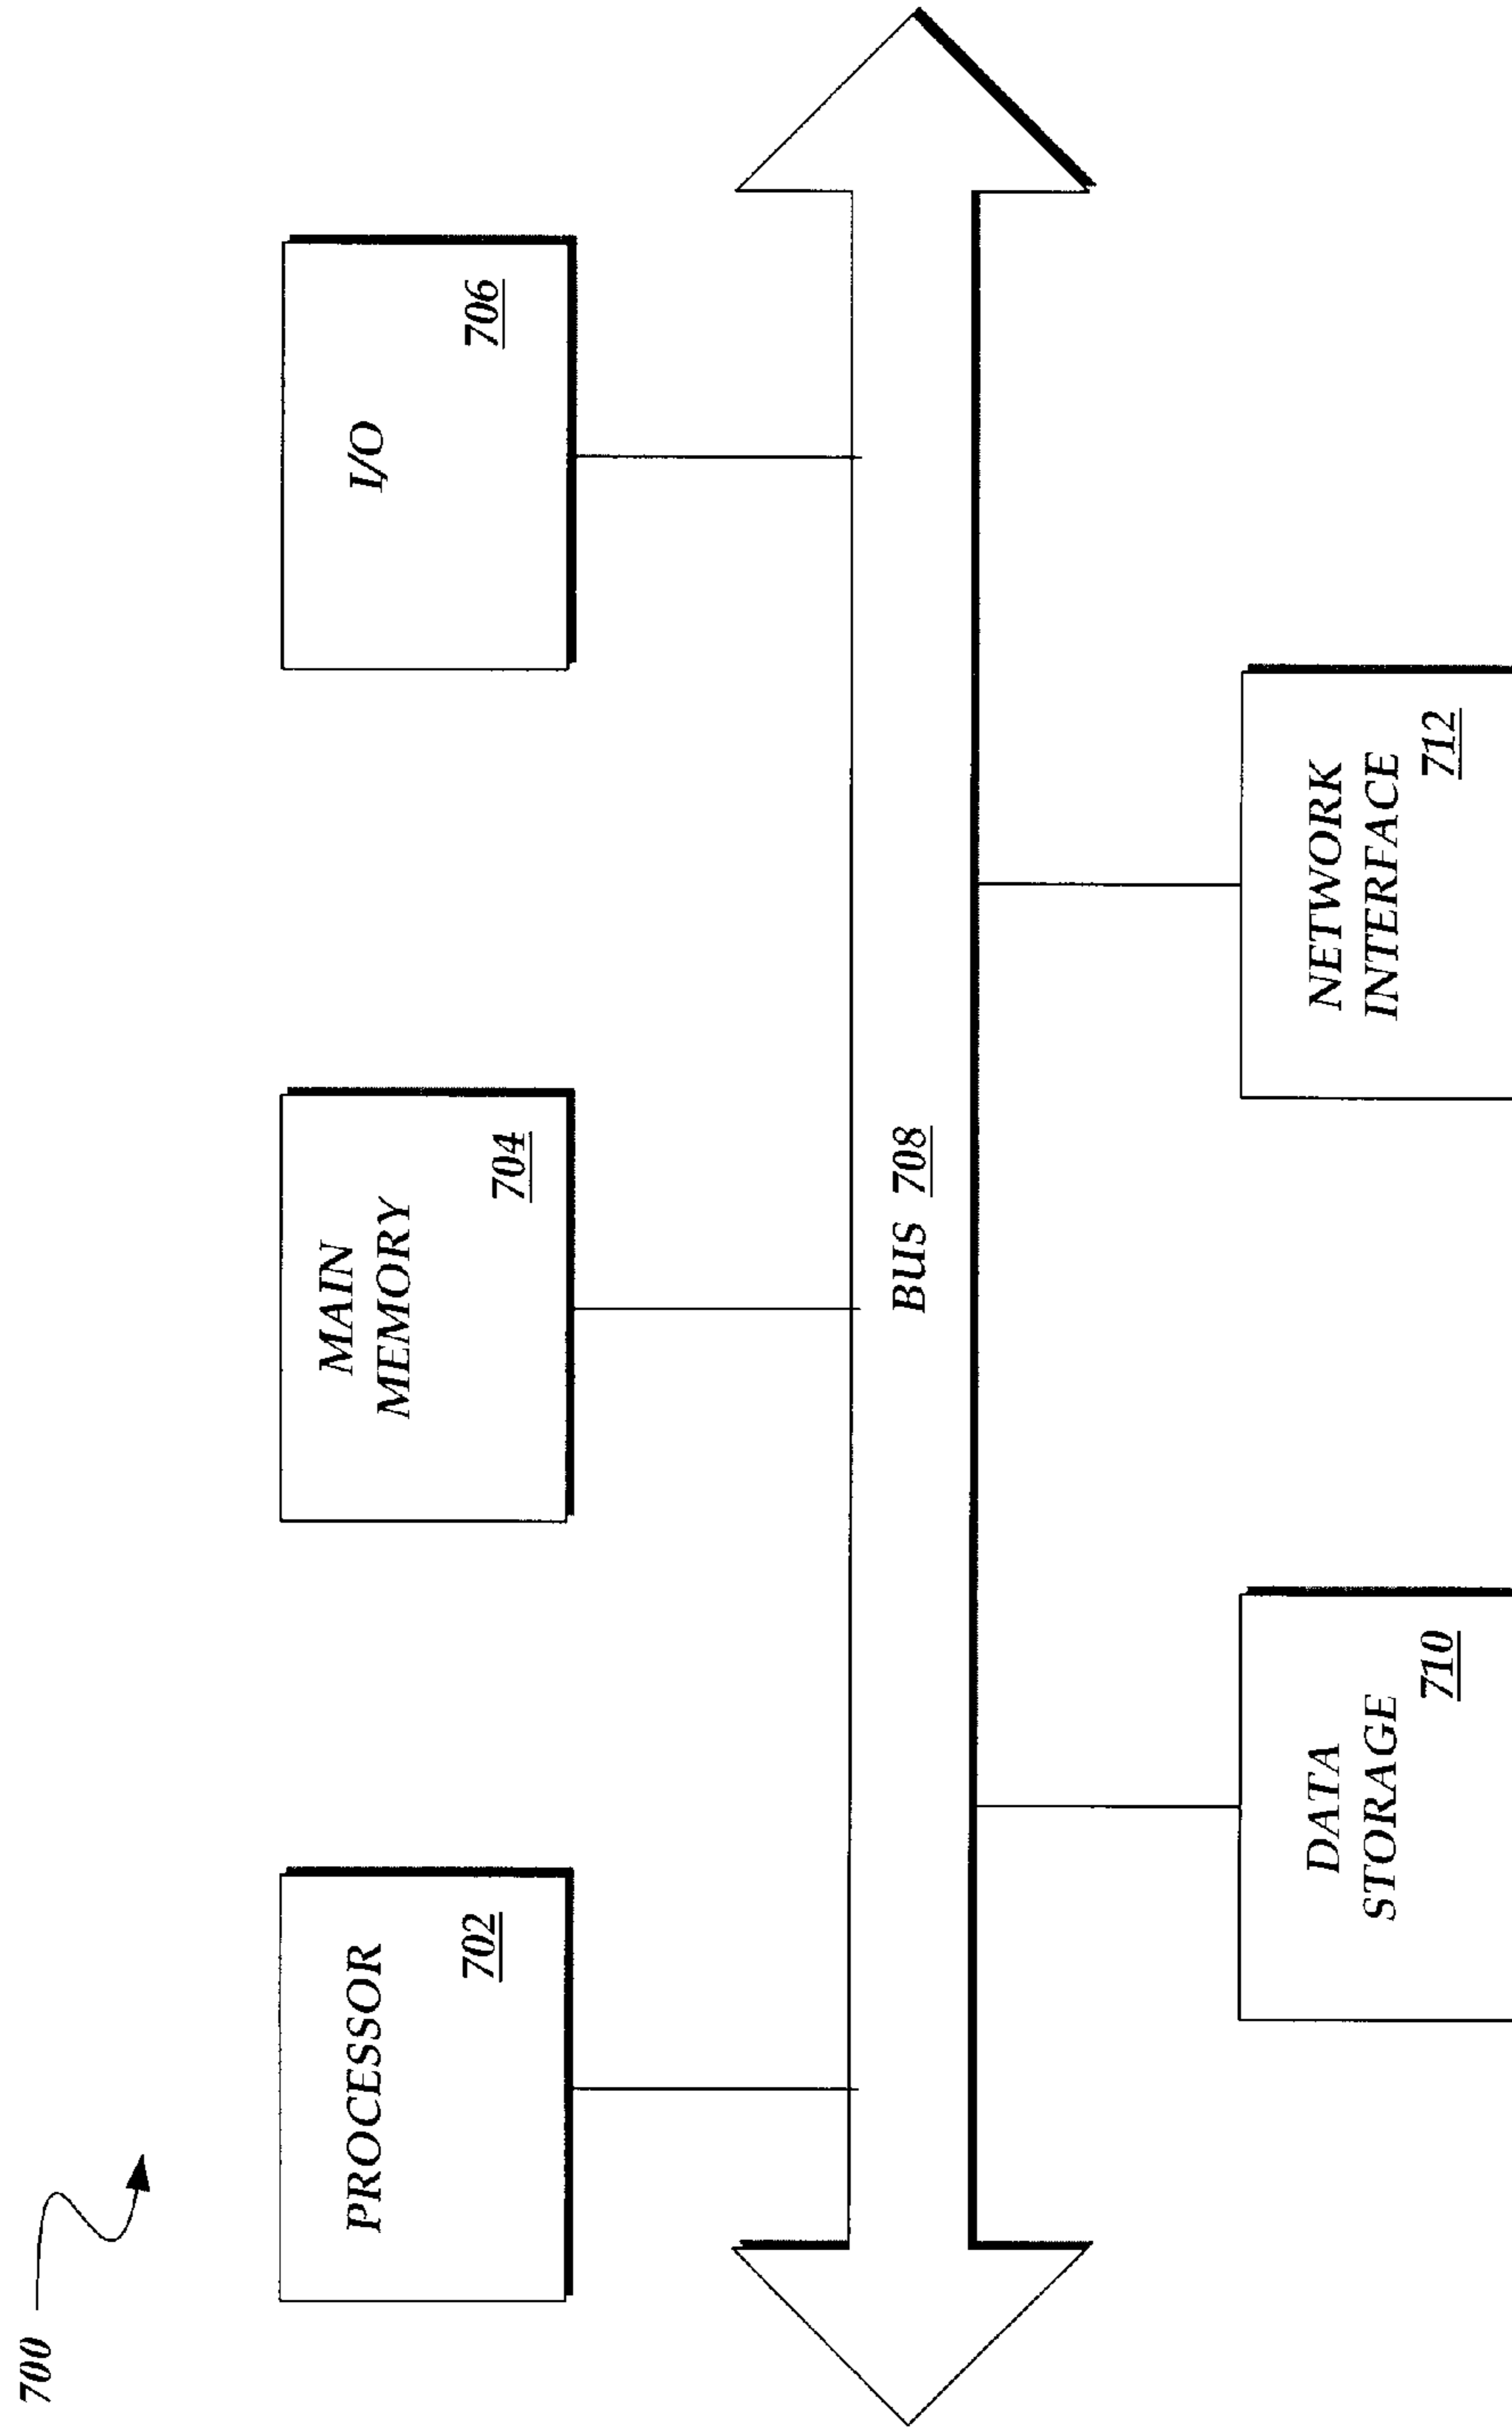 700
PROCESSOR
702
MAIN
MEMORY
704
I/O
706
BUS 708
DATA
STORAGE
710
NETWORK
INTERFACE
712